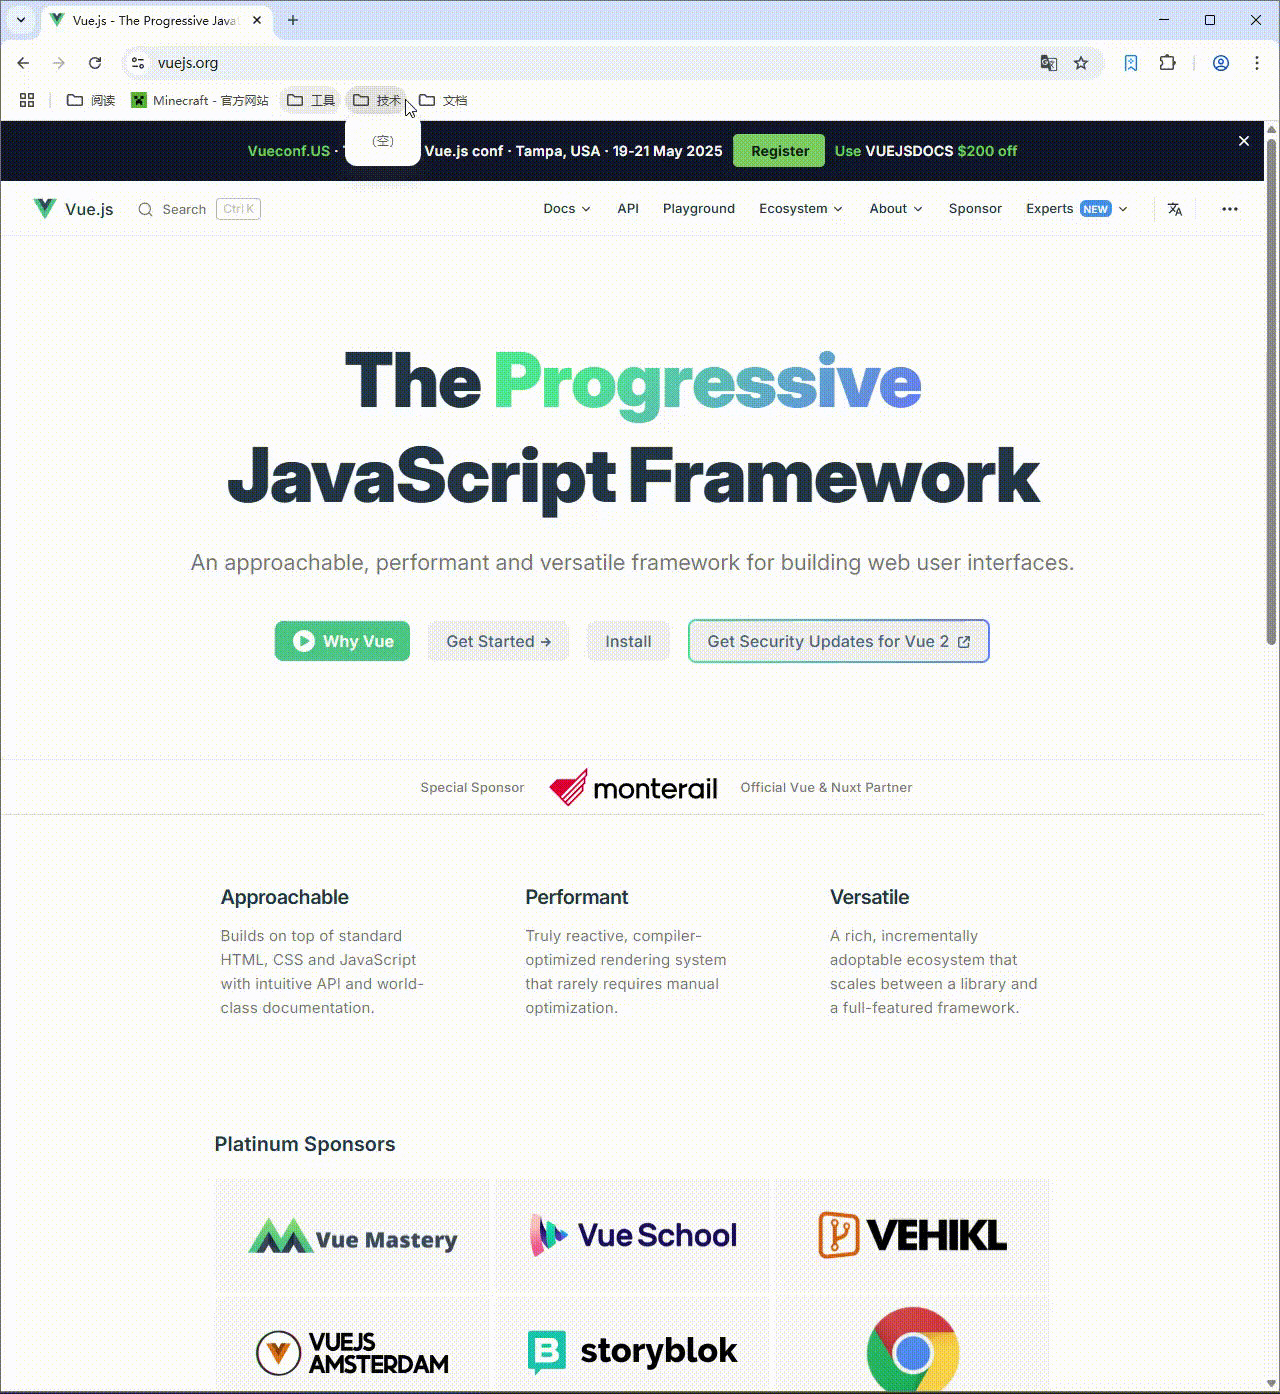 Vue.js - The Progressive Java
vuejs.org
阅读 Minecraft - 官方网站 工具 技术 文档
(空)
Vueconf.US · Vue.js conf · Tampa, USA · 19-21 May 2025 Register Use VUEJSDOCS $200 off
Vue.js Search Ctrl K Docs API Playground Ecosystem About Sponsor Experts NEW
The Progressive
JavaScript Framework
An approachable, performant and versatile framework for building web user interfaces.
Why Vue Get Started → Install Get Security Updates for Vue 2
Special Sponsor monterail Official Vue & Nuxt Partner
Approachable
Builds on top of standard
HTML, CSS and JavaScript
with intuitive API and world-
class documentation.
Performant
Truly reactive, compiler-
optimized rendering system
that rarely requires manual
optimization.
Versatile
A rich, incrementally
adoptable ecosystem that
scales between a library and
a full-featured framework.
Platinum Sponsors
Vue Mastery Vue School VEHIKL
VUEJS
AMSTERDAM
storyblok